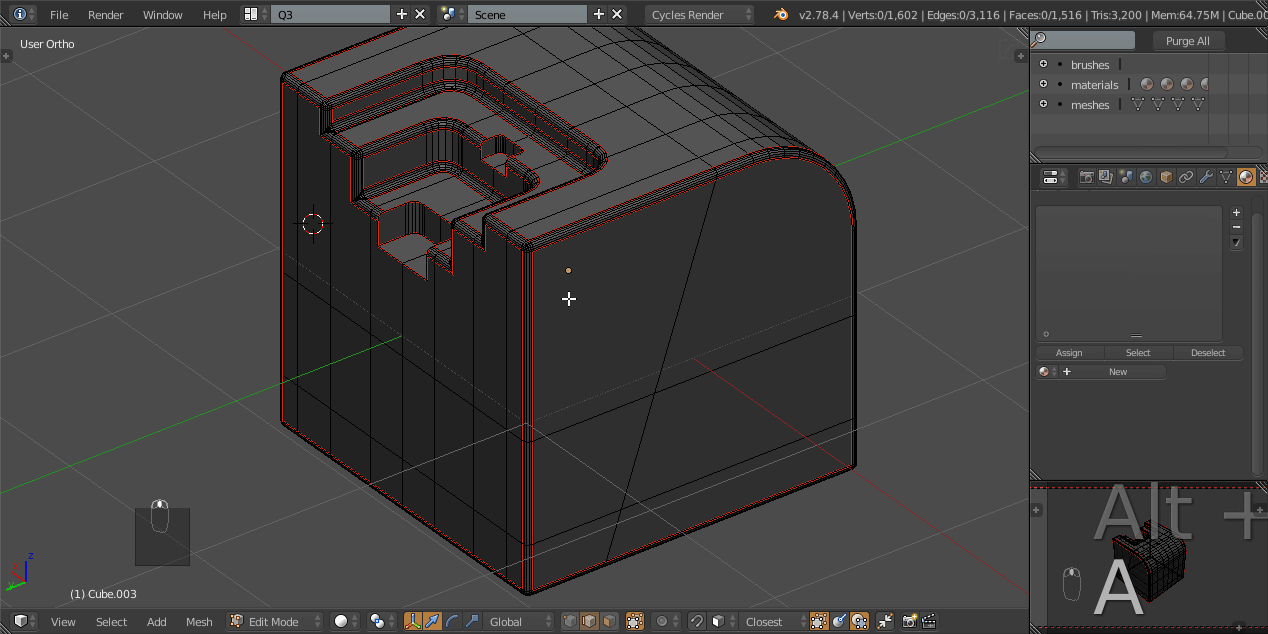 File Render Window Help Q3 Scene Cycles Render v2.78.4 | Verts:0/1,602 | Edges:0/3,116 | Faces:0/1,516 | Tris:3,200 | Mem:64.75M | Cube.00
User Ortho
Purge All
brushes
materials
meshes
Assign Select Deselect
New
Alt +
A
z
y
(1) Cube.003
View Select Add Mesh Edit Mode Global Closest